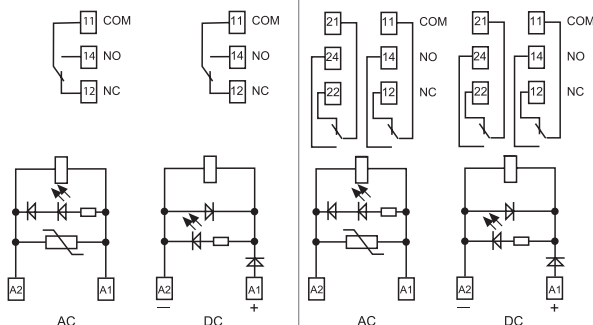 11 COM 11 COM 21 11 COM 21 11 COM
14 NO 14 NO 24 14 NO 24 14 NO
12 NC 12 NC 22 12 NC 22 12 NC
A2 A1 A2 A1 A2 A1 A2 A1
— + — +
AC DC AC DC